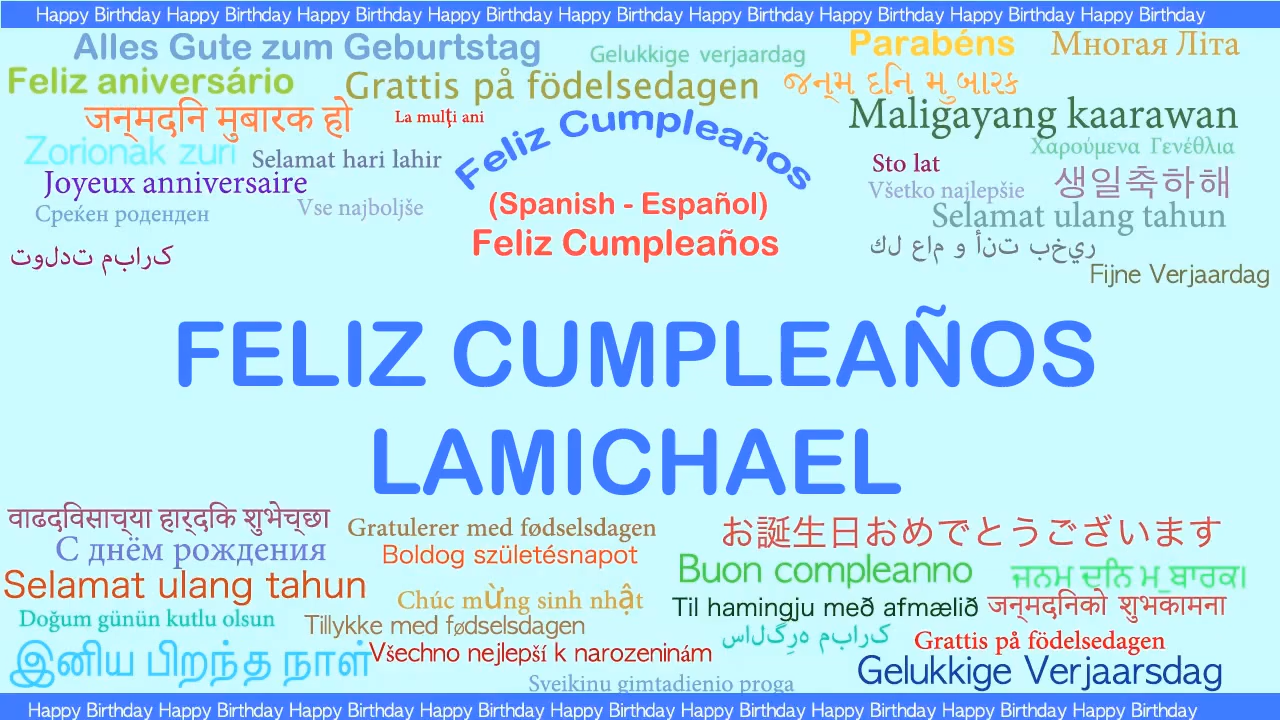 Happy Birthday Happy Birthday Happy Birthday Happy Birthday Happy Birthday Happy Birthday Happy Birthday Happy Birthday Happy Birthday
Alles Gute zum Geburtstag
Gelukkige verjaardag
Parabéns
Многая Літа
Feliz aniversário
Grattis på födelsedagen
જન્મ દિન મુબારક
जन्मदिन मुबारक हो
La mulţi ani
Feliz Cumpleaños
Maligayang kaarawan
Zorionak zuri
Selamat hari lahir
Χαρούμενα Γενέθλια
Sto lat
Joyeux anniversaire
(Spanish - Español)
Všetko najlepšie
생일축하해
Среќен роденден
Vse najboljše
Selamat ulang tahun
Feliz Cumpleaños
تولدت مبارک
كل عام و أنت بخير
Fijne Verjaardag
FELIZ CUMPLEAÑOS
LAMICHAEL
वाढदिवसाच्या हार्दिक शुभेच्छा
Gratulerer med fødselsdagen
お誕生日おめでとうございます
С днём рождения
Boldog születésnapot
Buon compleanno
ਜਨਮ ਦਿਨ ਮੁਬਾਰਕ।
Selamat ulang tahun
Chúc mừng sinh nhật
Til hamingju með afmælið
जन्मदिनको शुभकामना
Doğum günün kutlu olsun
Tillykke med fødselsdagen
سالگرہ مبارک
Grattis på födelsedagen
இனிய பிறந்த நாள்
Všechno nejlepší k narozeninám
Gelukkige Verjaarsdag
Sveikinu gimtadienio proga
Happy Birthday Happy Birthday Happy Birthday Happy Birthday Happy Birthday Happy Birthday Happy Birthday Happy Birthday Happy Birthday